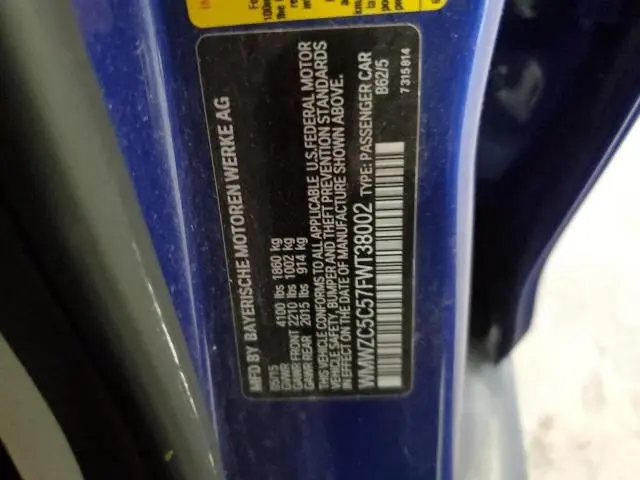 MFD BY BAYERISCHE MOTOREN WERKE AG
05/15
GVWR 4100 lbs 1860 kg
GAWR FRONT 2210 lbs 1002 kg
GAWR REAR 2015 lbs 914 kg
THIS VEHICLE CONFORMS TO ALL APPLICABLE U.S.FEDERAL MOTOR
VEHICLE SAFETY, BUMPER AND THEFT PREVENTION STANDARDS
IN EFFECT ON THE DATE OF MANUFACTURE SHOWN ABOVE.
WMWZC5C57FWT38002 TYPE: PASSENGER CAR
B62/5
7 315 814